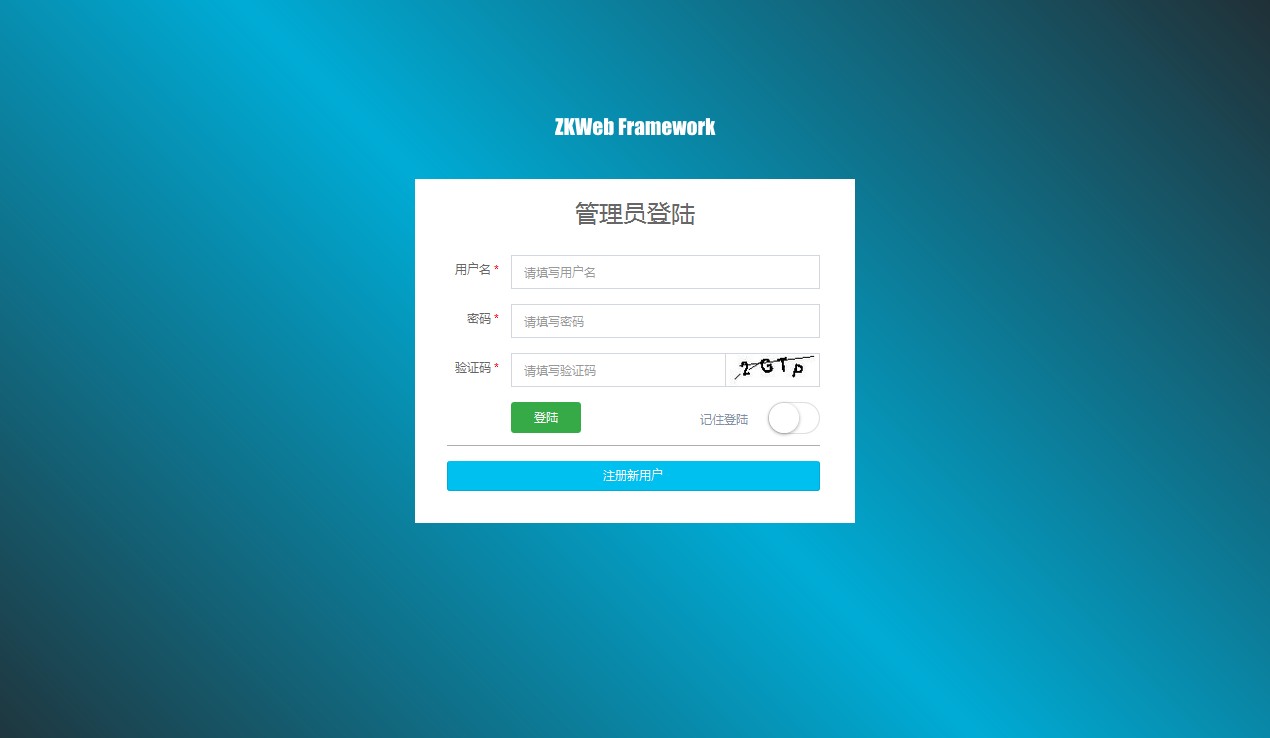 ZKWeb Framework
管理员登陆
用户名 * 请填写用户名
密码 * 请填写密码
验证码 * 请填写验证码 2GTP
登陆 记住登陆
注册新用户